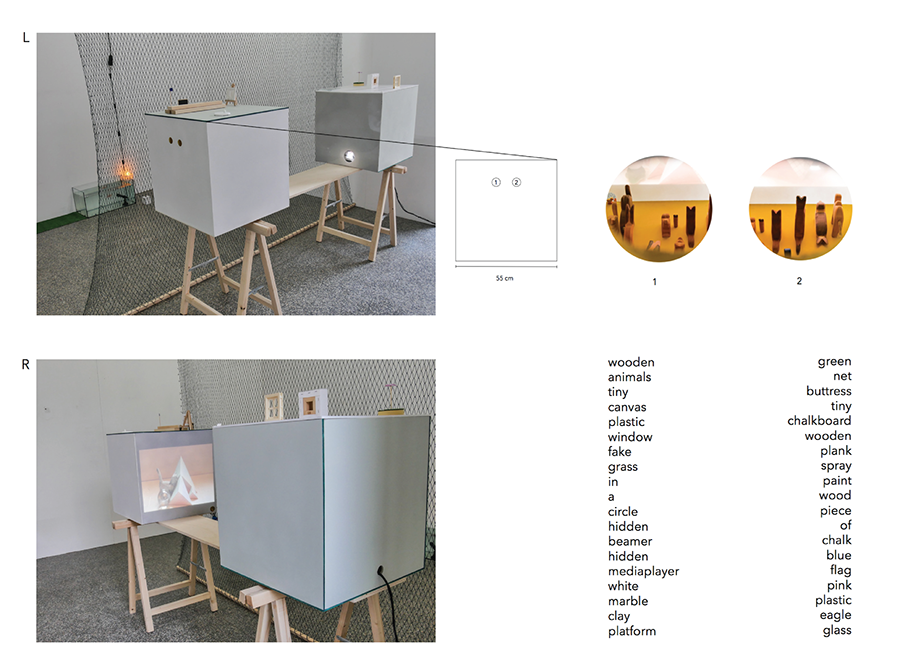 L
1 2
55 cm
1
2
R
wooden
animals
tiny
canvas
plastic
window
fake
grass
in
a
circle
hidden
beamer
hidden
mediaplayer
white
marble
clay
platform
green
net
buttress
tiny
chalkboard
wooden
plank
spray
paint
wood
piece
of
chalk
blue
flag
pink
plastic
eagle
glass